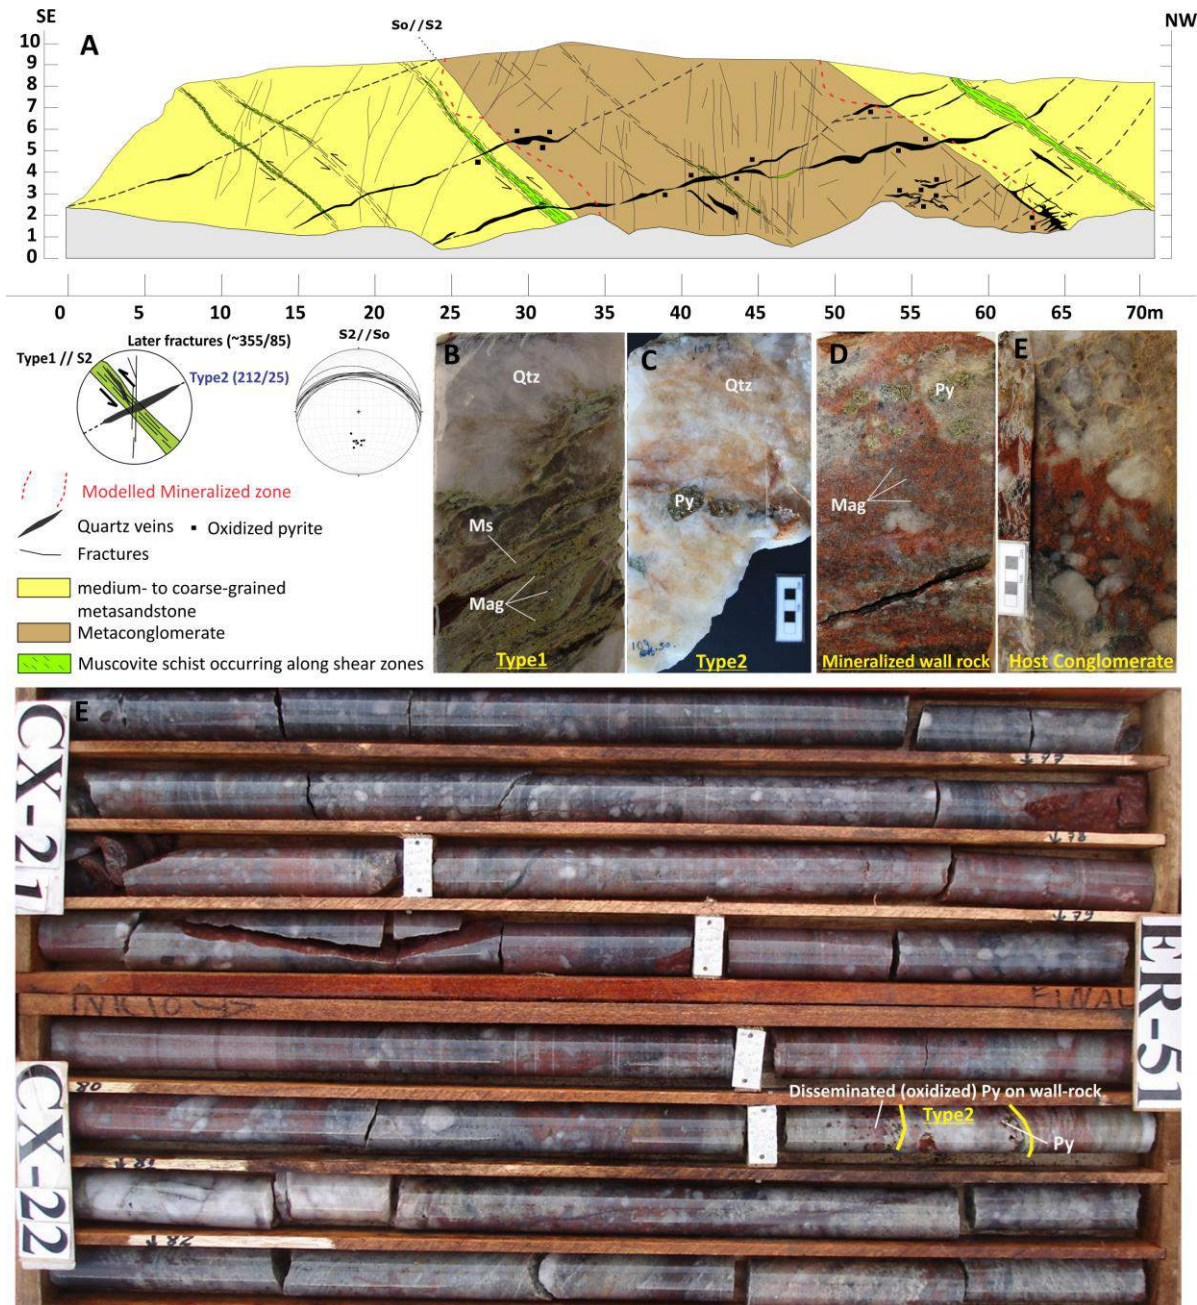 SE
NW
A
So//S2
10
9
8
7
6
5
4
3
2
1
0
0 5 10 15 20 25 30 35 40 45 50 55 60 65 70m
Later fractures (~355/85)
Type1 // S2
Type2 (212/25)
S2//So
Modelled Mineralized zone
Quartz veins
Oxidized pyrite
Fractures
medium- to coarse-grained
metasandstone
Metaconglomerate
Muscovite schist occurring along shear zones
B
Qtz
Ms
Mag
Type1
C
Qtz
Py
Type2
D
Py
Mag
Mineralized wall rock
E
Host Conglomerate
E
CX-21
77
78
79
FINAL
ER-51
CX-22
Disseminated (oxidized) Py on wall-rock
Type2
Py